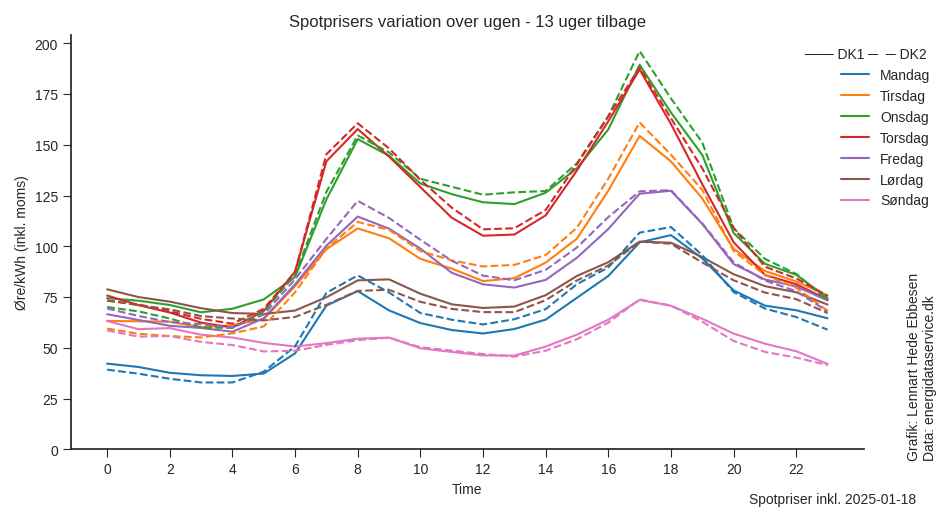 Spotprisers variation over ugen - 13 uger tilbage
DK1 DK2
Mandag
Tirsdag
Onsdag
Torsdag
Fredag
Lørdag
Søndag
Øre/kWh (inkl. moms)
200
175
150
125
100
75
50
25
0
0 2 4 6 8 10 12 14 16 18 20 22
Time
Grafik: Lennart Hede Ebbesen
Data: energidataservice.dk
Spotpriser inkl. 2025-01-18